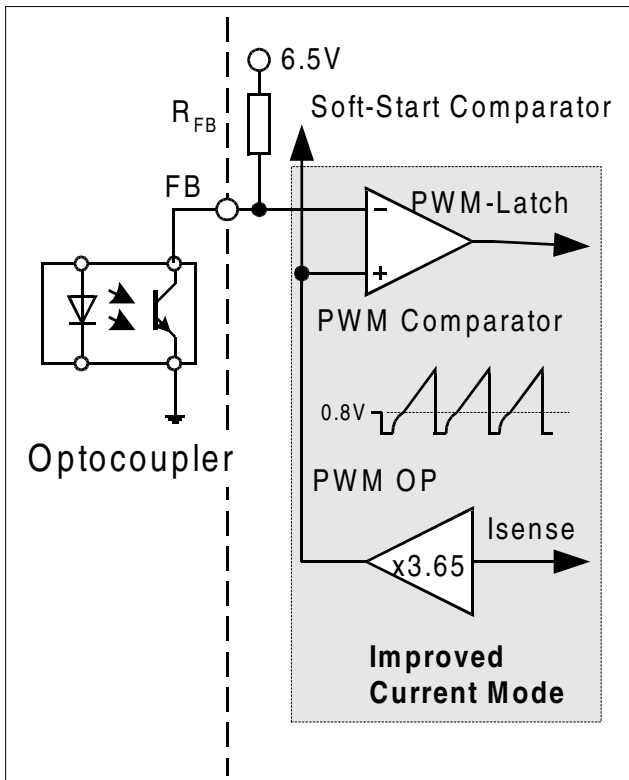 6.5V
R_FB
Soft-Start Comparator
FB
PWM-Latch
PWM Comparator
0.8V
Optocoupler
PWM OP
Isense
x3.65
Improved
Current Mode